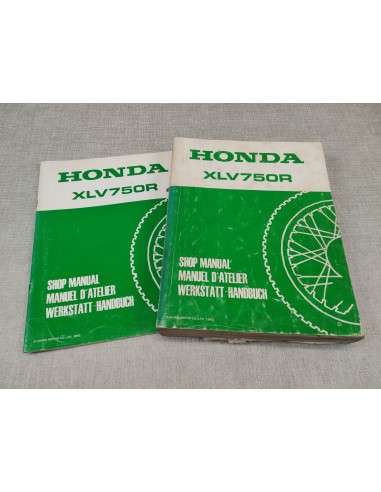 HONDA
XLV750R
SHOP MANUAL
MANUEL D'ATELIER
WERKSTATT-HANDBUCH
HONDA
XLV750R
SHOP MANUAL
MANUEL D'ATELIER
WERKSTATT-HANDBUCH